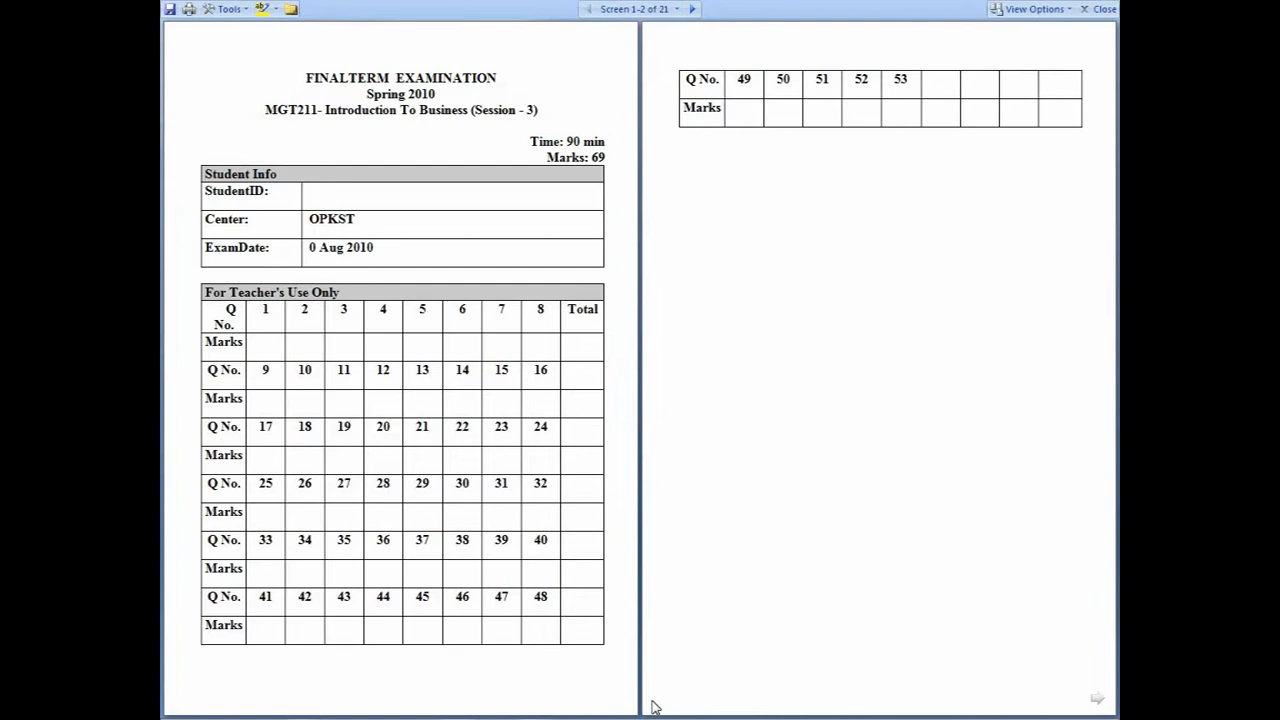 Tools
Screen 1-2 of 21
View Options
Close
FINALTERM EXAMINATION
Spring 2010
MGT211- Introduction To Business (Session - 3)
Time: 90 min
Marks: 69
Student Info
StudentID:
Center: OPKST
ExamDate: 0 Aug 2010
For Teacher's Use Only
Q No. 1 2 3 4 5 6 7 8 Total
Marks
Q No. 9 10 11 12 13 14 15 16
Marks
Q No. 17 18 19 20 21 22 23 24
Marks
Q No. 25 26 27 28 29 30 31 32
Marks
Q No. 33 34 35 36 37 38 39 40
Marks
Q No. 41 42 43 44 45 46 47 48
Marks
Q No. 49 50 51 52 53
Marks